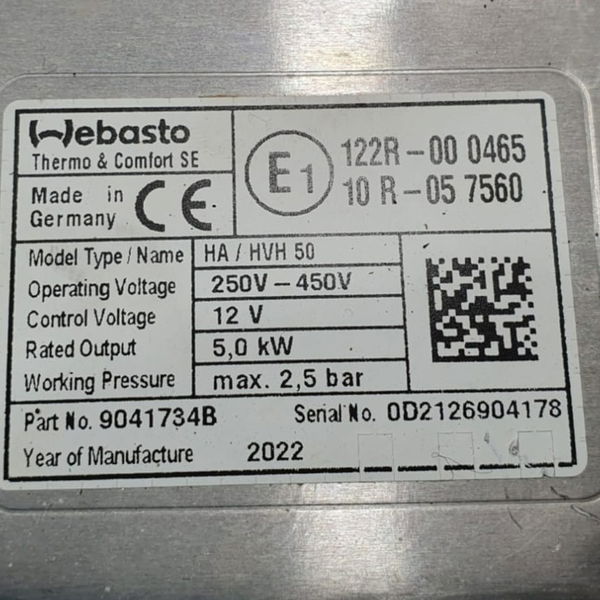 Webasto
Thermo & Comfort SE
Made in
Germany
CE
E1
122R-00 0465
10 R-05 7560
Model Type / Name HA / HVH 50
Operating Voltage 250V-450V
Control Voltage 12 V
Rated Output 5,0 kW
Working Pressure max. 2,5 bar
Part No. 9041734B Serial No. 0D2126904178
Year of Manufacture 2022